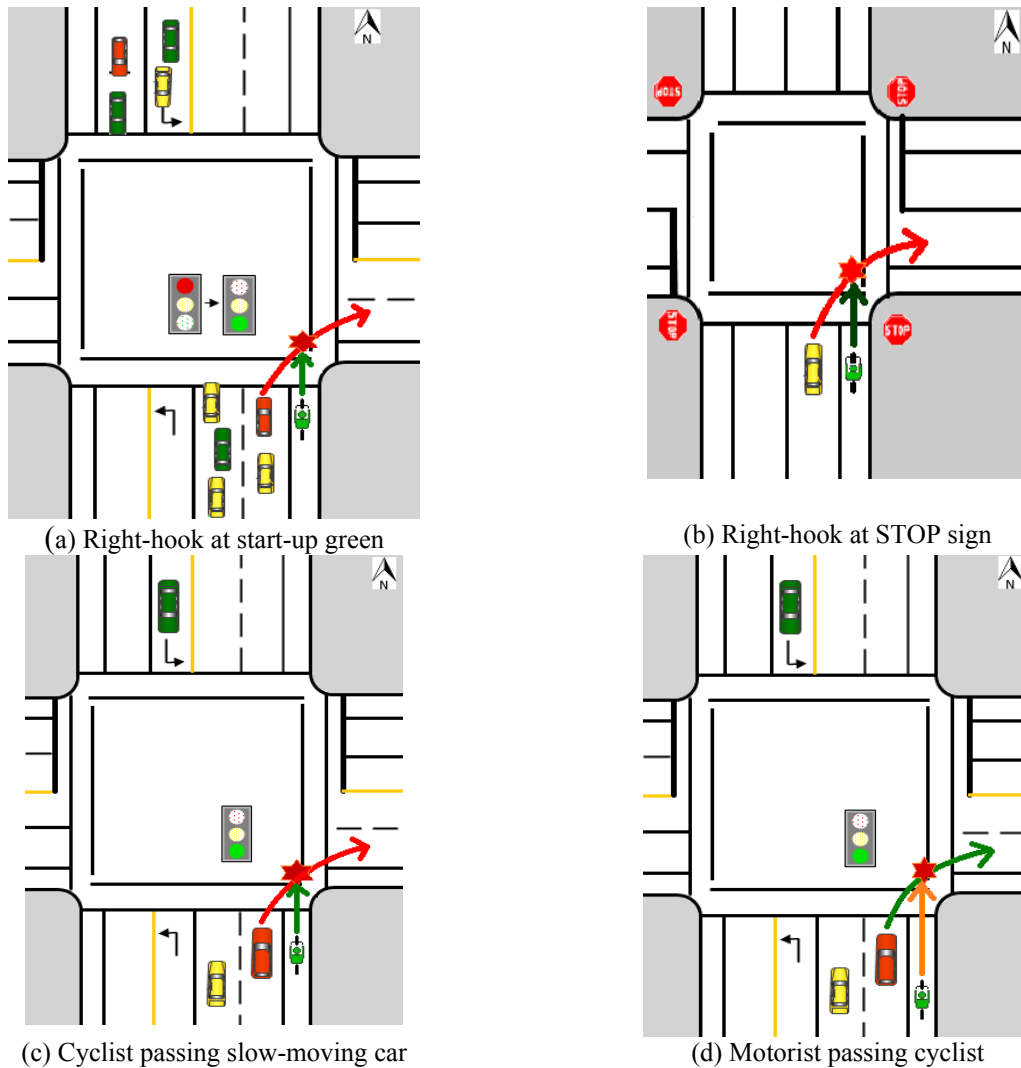 N
N
STOP
STOP
STOP
STOP
(a) Right-hook at start-up green
(b) Right-hook at STOP sign
N
N
(c) Cyclist passing slow-moving car
(d) Motorist passing cyclist